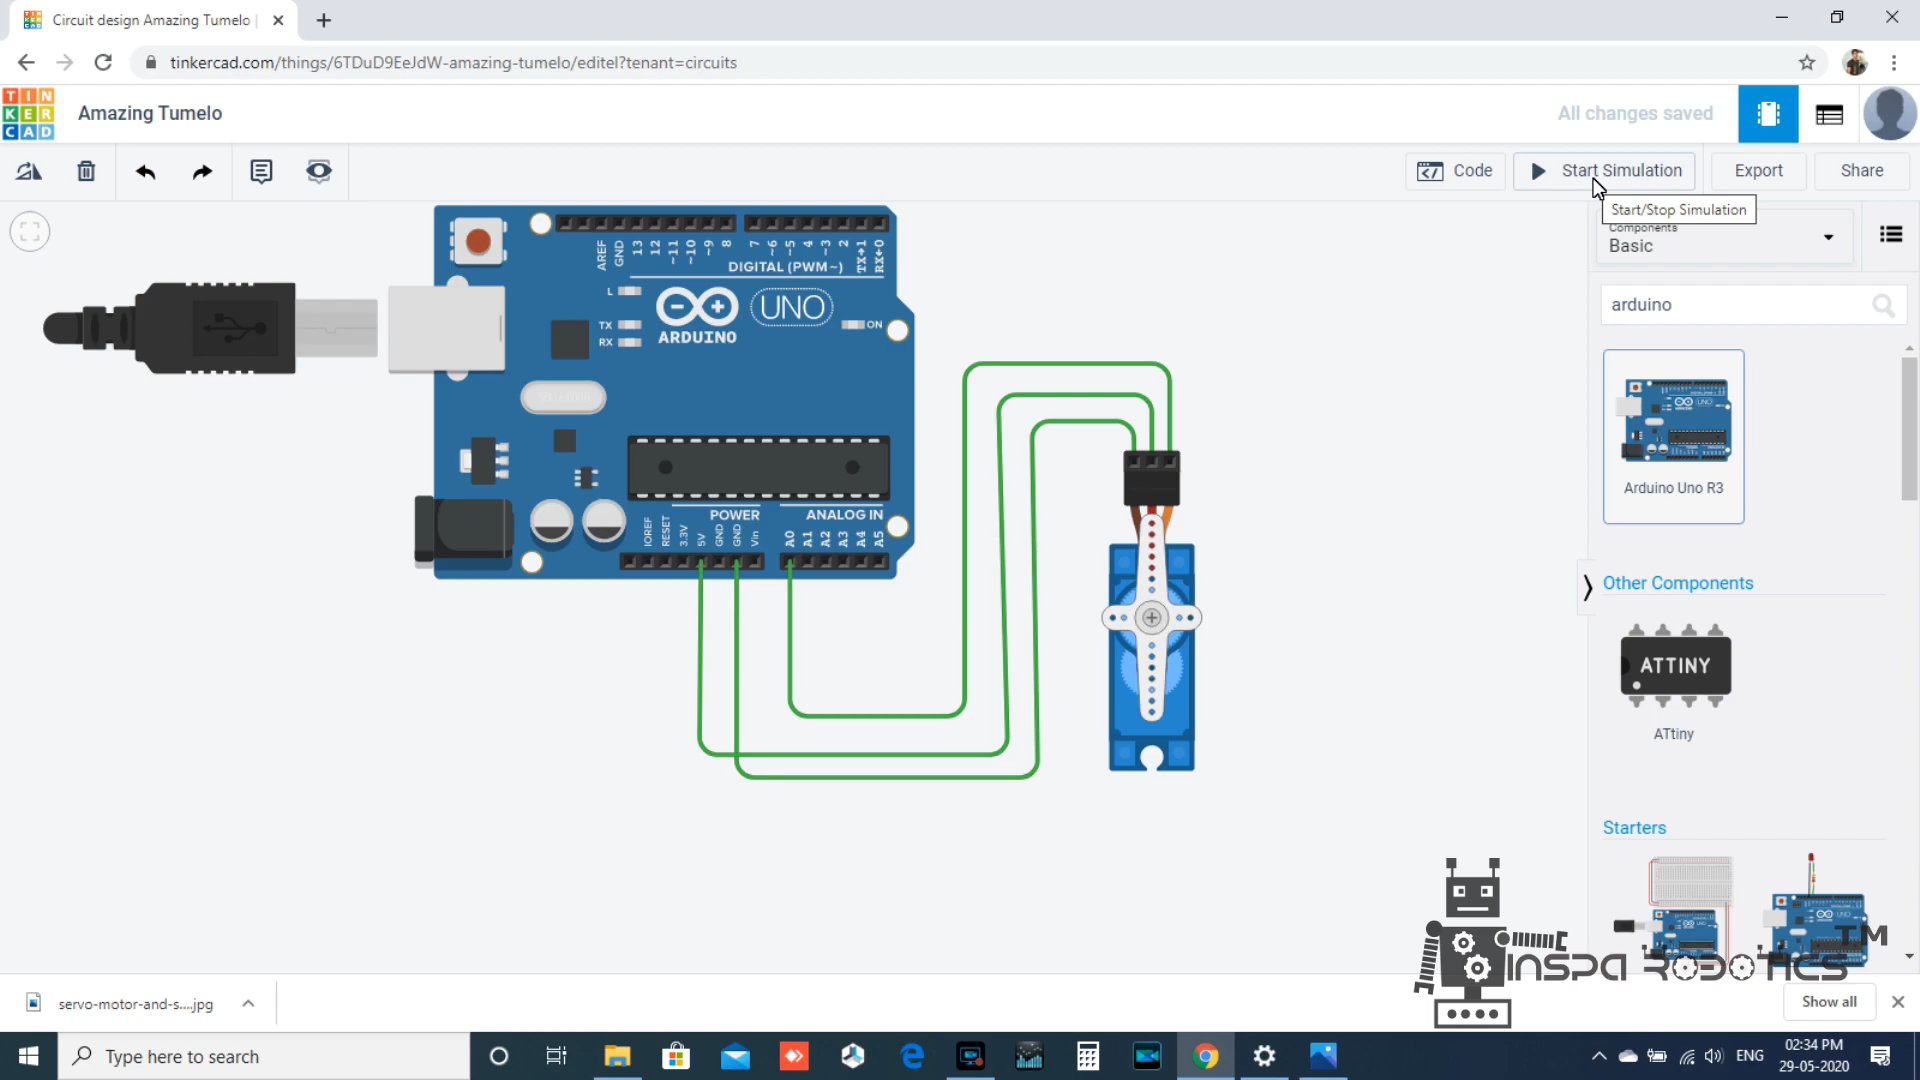 Circuit design Amazing Tumelo |
tinkercad.com/things/6TDuD9EeJdW-amazing-tumelo/editel?tenant=circuits
TIN
KER
CAD
Amazing Tumelo
All changes saved
Code
Start Simulation
Export
Share
Start/Stop Simulation
Components
Basic
arduino
Arduino Uno R3
Other Components
ATTINY
ATtiny
Starters
AREF
GND
13
12
~11
~10
~9
8
7
~6
~5
4
~3
2
TX→1
RX←0
DIGITAL (PWM~)
L
TX
RX
ARDUINO
UNO
ON
POWER
ANALOG IN
IOREF
RESET
3.3V
5V
GND
GND
Vin
A0
A1
A2
A3
A4
A5
INSPA ROBOTICS
TM
servo-motor-and-s....jpg
Show all
Type here to search
ENG
02:34 PM
29-05-2020